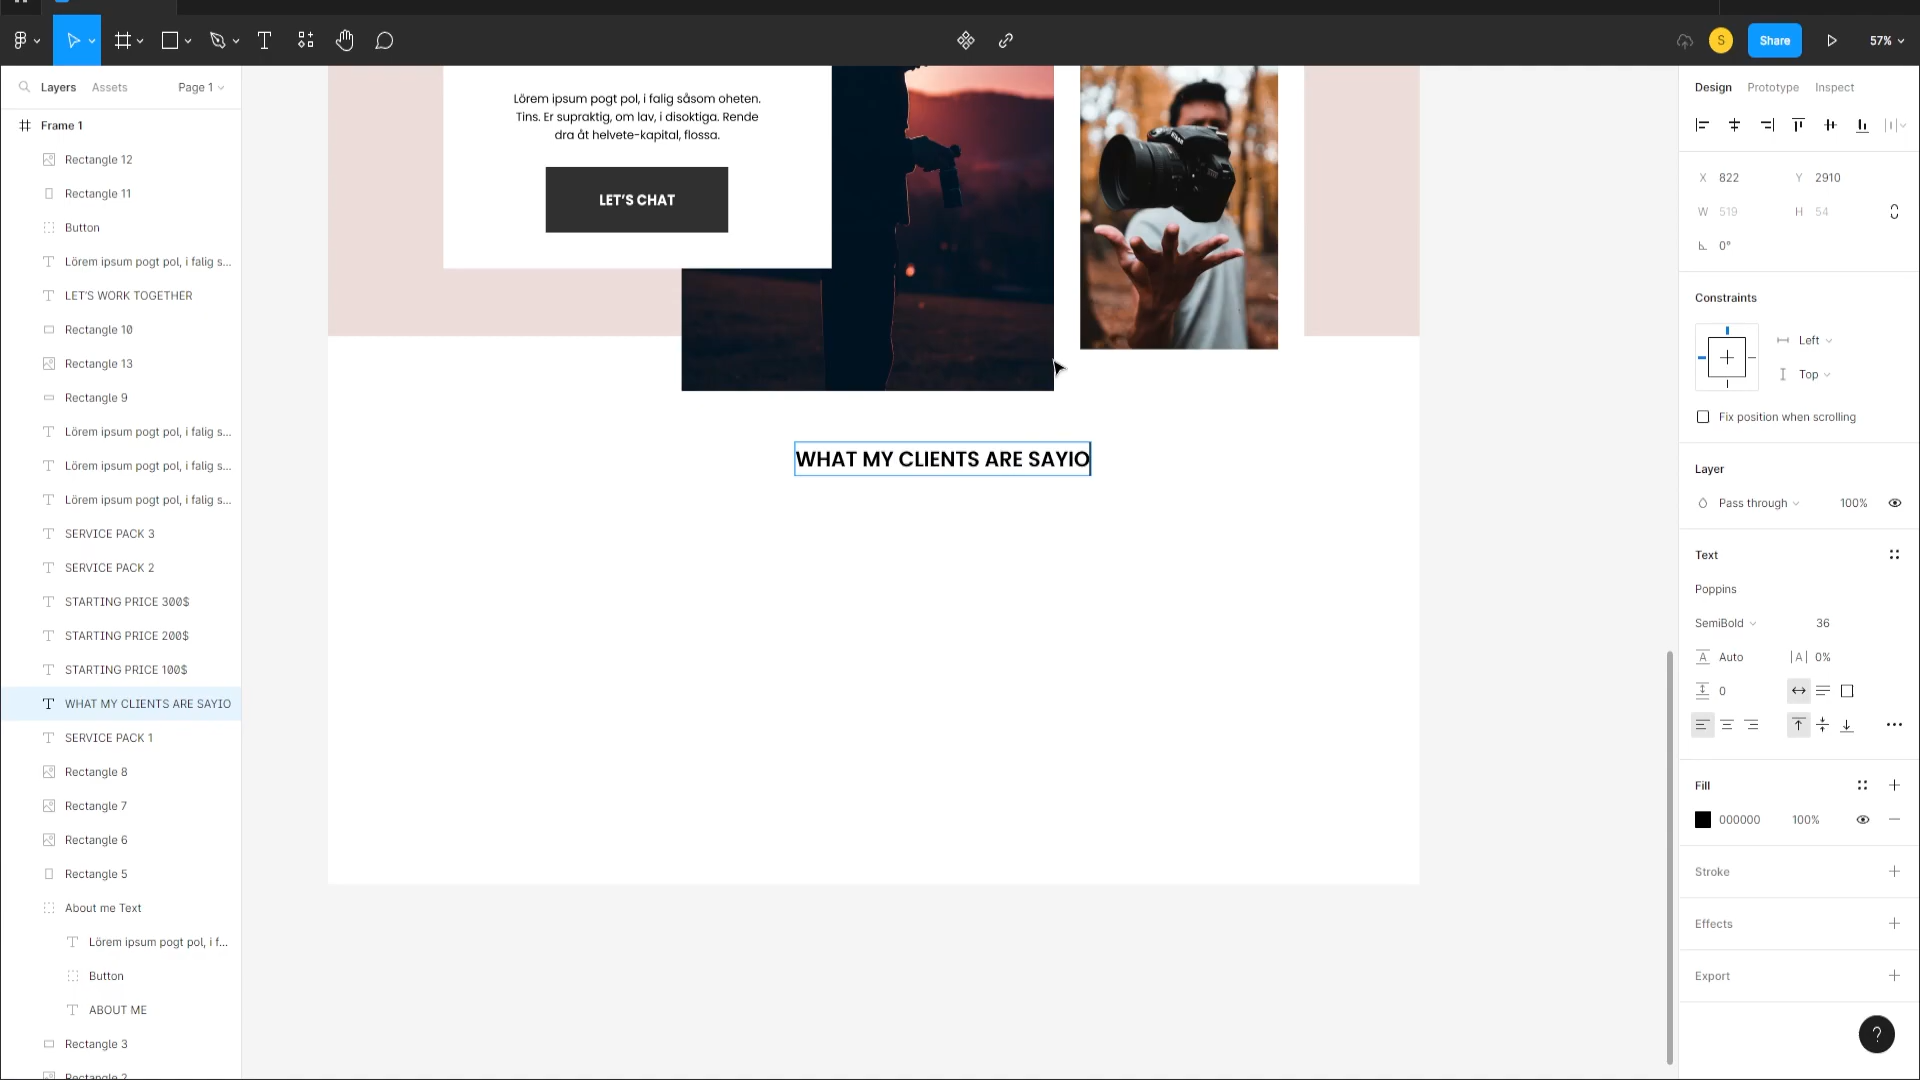 S
Share
57%
Layers
Assets
Page 1
Frame 1
Rectangle 12
Rectangle 11
Button
Lörem ipsum pogt pol, i falig s...
LET'S WORK TOGETHER
Rectangle 10
Rectangle 13
Rectangle 9
Lörem ipsum pogt pol, i falig s...
Lörem ipsum pogt pol, i falig s...
Lörem ipsum pogt pol, i falig s...
SERVICE PACK 3
SERVICE PACK 2
STARTING PRICE 300$
STARTING PRICE 200$
STARTING PRICE 100$
WHAT MY CLIENTS ARE SAYIO
SERVICE PACK 1
Rectangle 8
Rectangle 7
Rectangle 6
Rectangle 5
About me Text
Lörem ipsum pogt pol, i f...
Button
ABOUT ME
Rectangle 3
Rectangle 2
Lörem ipsum pogt pol, i falig såsom oheten.
Tins. Er supraktig, om lav, i disoktiga. Rende
dra åt helvete-kapital, flossa.
LET'S CHAT
Nikon
WHAT MY CLIENTS ARE SAYIO
Design
Prototype
Inspect
X 822
Y 2910
W 519
H 54
0°
Constraints
Left
Top
Fix position when scrolling
Layer
Pass through
100%
Text
Poppins
SemiBold
36
Auto
0%
0
Fill
000000
100%
Stroke
Effects
Export
?